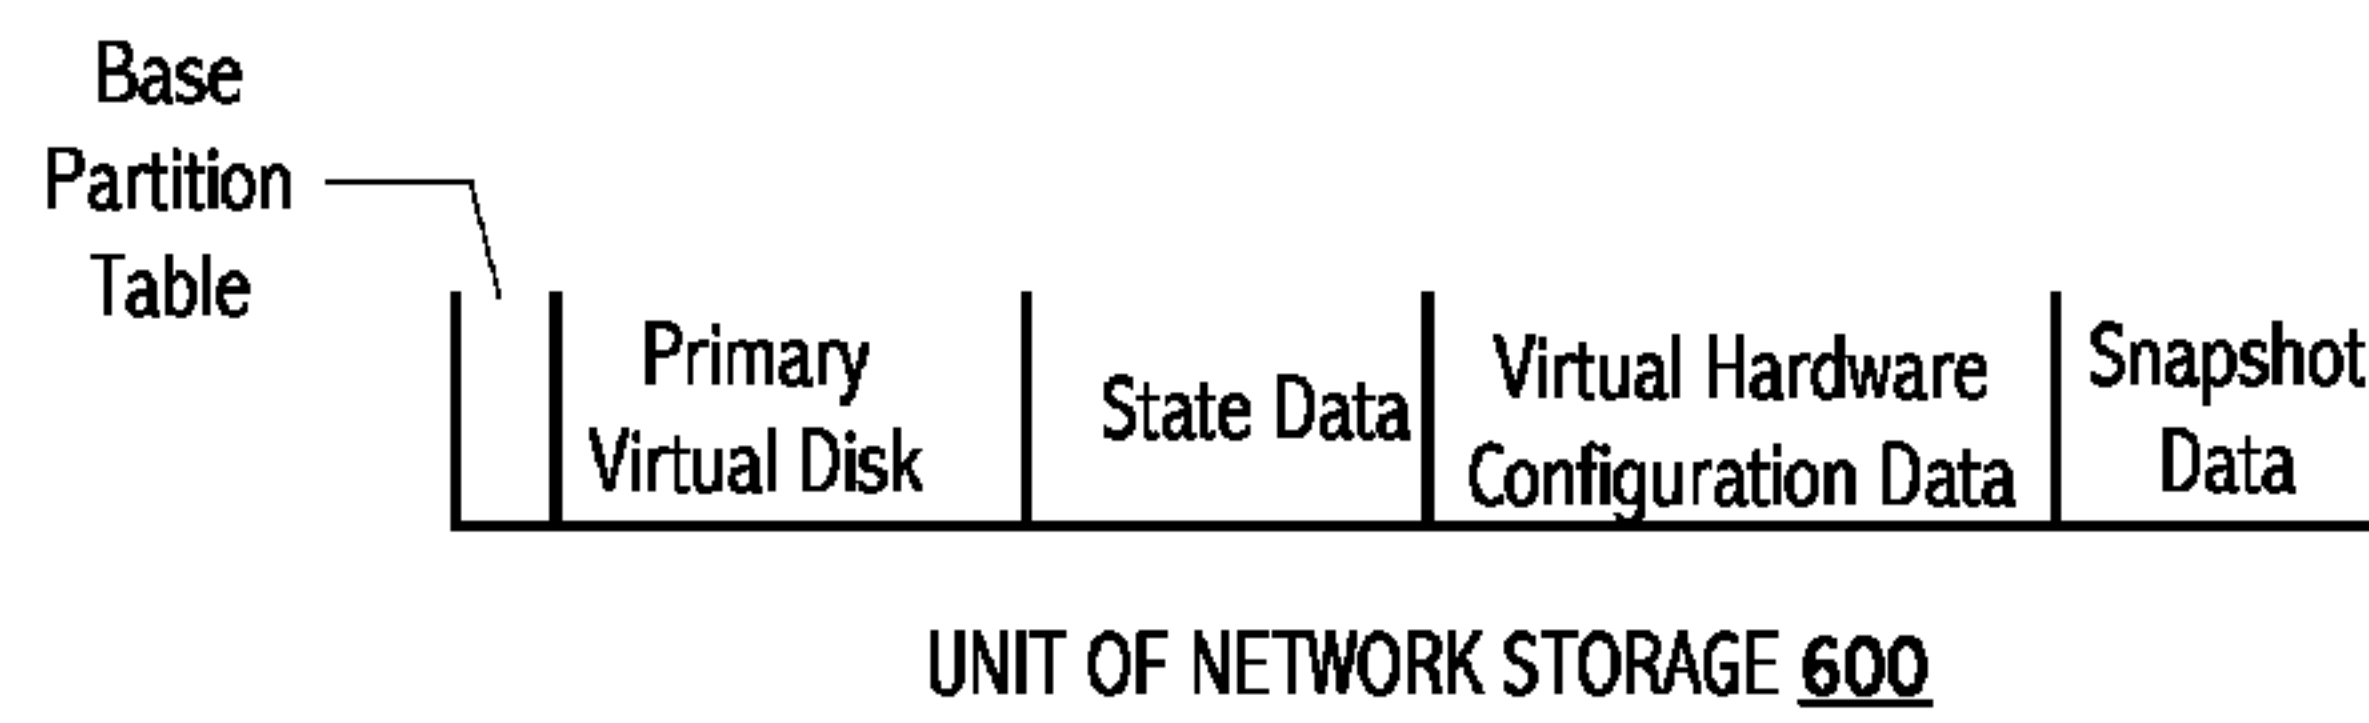 Base
Partition
Table
Primary
Virtual Disk
State Data
Virtual Hardware
Configuration Data
Snapshot
Data
UNIT OF NETWORK STORAGE 600